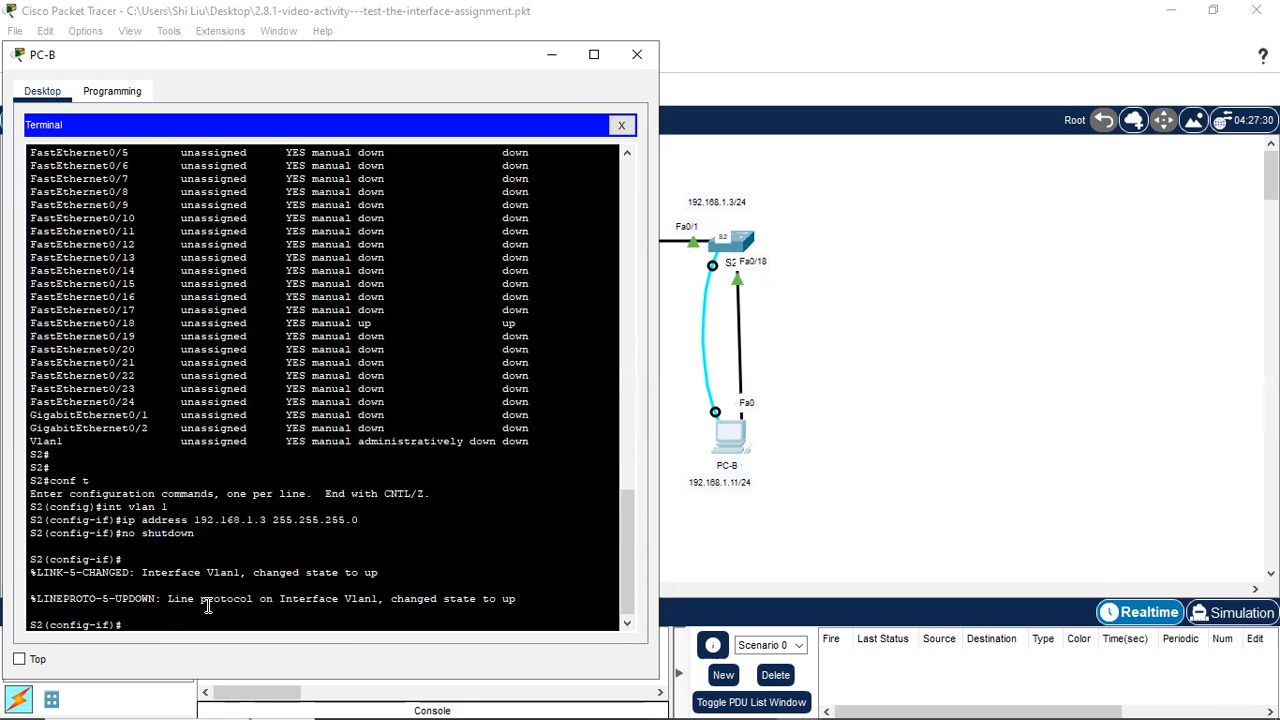 Cisco Packet Tracer - C:\Users\Shi Liu\Desktop\2.8.1-video-activity---test-the-interface-assignment.pkt
File Edit Options View Tools Extensions Window Help
PC-B
Desktop Programming
Terminal X
FastEthernet0/5 unassigned YES manual down down
FastEthernet0/6 unassigned YES manual down down
FastEthernet0/7 unassigned YES manual down down
FastEthernet0/8 unassigned YES manual down down
FastEthernet0/9 unassigned YES manual down down
FastEthernet0/10 unassigned YES manual down down
FastEthernet0/11 unassigned YES manual down down
FastEthernet0/12 unassigned YES manual down down
FastEthernet0/13 unassigned YES manual down down
FastEthernet0/14 unassigned YES manual down down
FastEthernet0/15 unassigned YES manual down down
FastEthernet0/16 unassigned YES manual down down
FastEthernet0/17 unassigned YES manual down down
FastEthernet0/18 unassigned YES manual up up
FastEthernet0/19 unassigned YES manual down down
FastEthernet0/20 unassigned YES manual down down
FastEthernet0/21 unassigned YES manual down down
FastEthernet0/22 unassigned YES manual down down
FastEthernet0/23 unassigned YES manual down down
FastEthernet0/24 unassigned YES manual down down
GigabitEthernet0/1 unassigned YES manual down down
GigabitEthernet0/2 unassigned YES manual down down
Vlan1 unassigned YES manual administratively down down
S2#
S2#
S2#conf t
Enter configuration commands, one per line. End with CNTL/Z.
S2(config)#int vlan 1
S2(config-if)#ip address 192.168.1.3 255.255.255.0
S2(config-if)#no shutdown
S2(config-if)#
%LINK-5-CHANGED: Interface Vlan1, changed state to up
%LINEPROTO-5-UPDOWN: Line protocol on Interface Vlan1, changed state to up
S2(config-if)#
Top
Root 04:27:30
192.168.1.3/24
Fa0/1
S2
S2 Fa0/18
Fa0
PC-B
192.168.1.11/24
Realtime Simulation
Scenario 0
New Delete
Toggle PDU List Window
Fire Last Status Source Destination Type Color Time(sec) Periodic Num Edit
Console